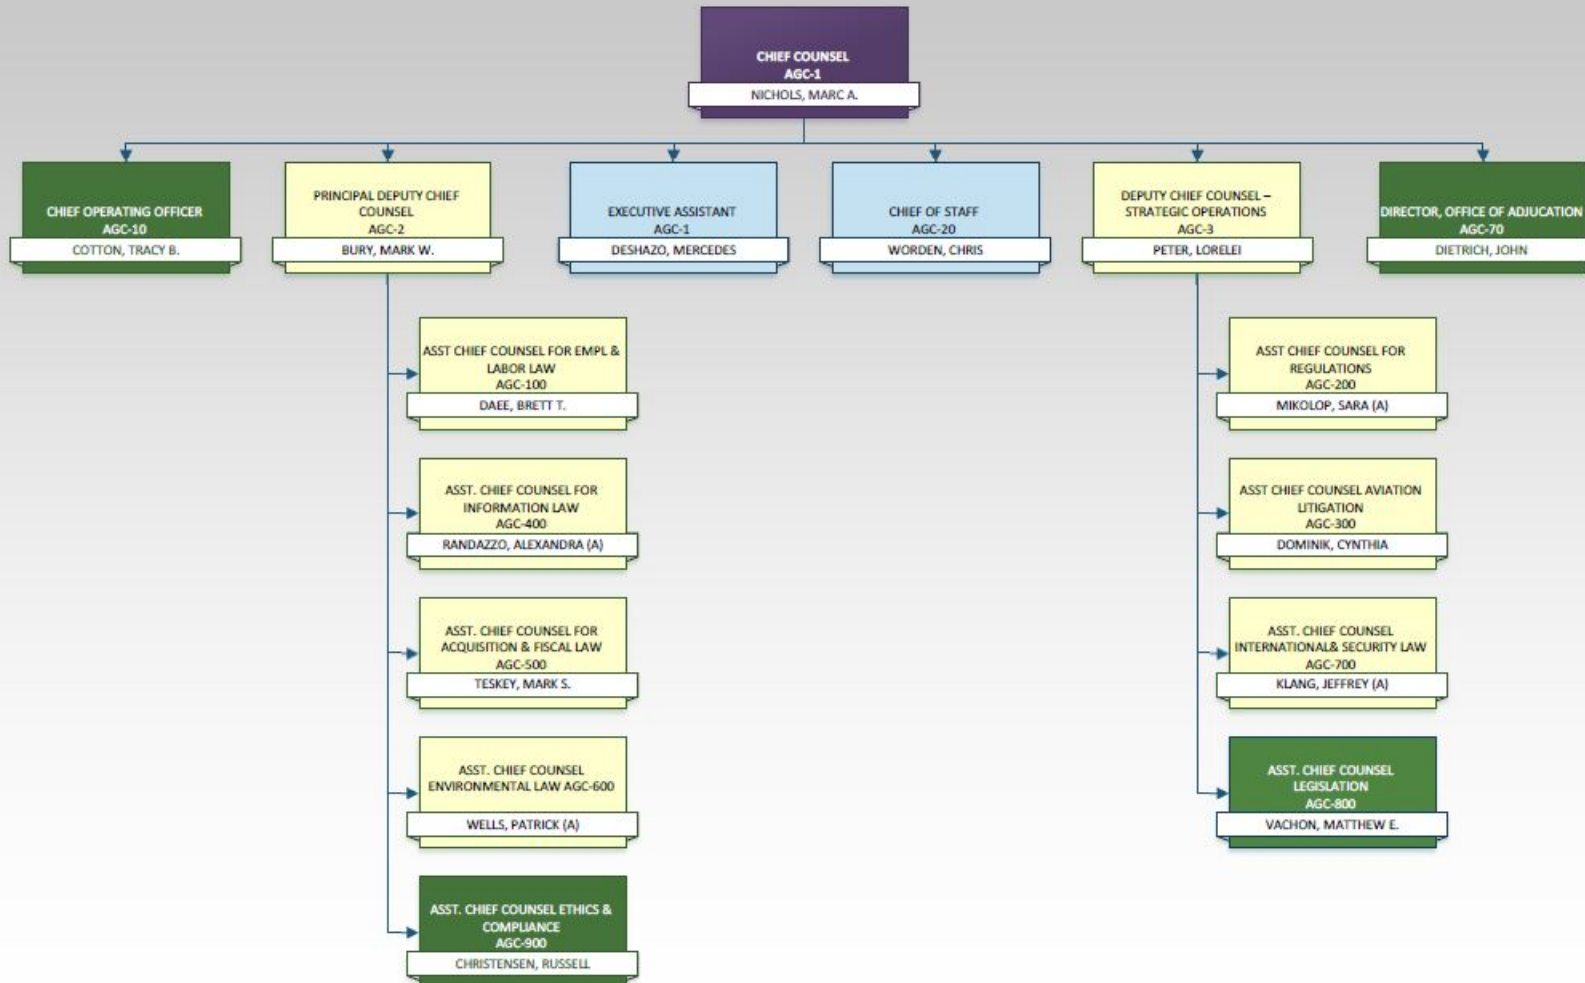 CHIEF COUNSEL
AGC-1
NICHOLS, MARC A.
CHIEF OPERATING OFFICER
AGC-10
COTTON, TRACY B.
PRINCIPAL DEPUTY CHIEF
COUNSEL
AGC-2
BURY, MARK W.
EXECUTIVE ASSISTANT
AGC-1
DESHAZO, MERCEDES
CHIEF OF STAFF
AGC-20
WORDEN, CHRIS
DEPUTY CHIEF COUNSEL –
STRATEGIC OPERATIONS
AGC-3
PETER, LORELEI
DIRECTOR, OFFICE OF ADJUCATION
AGC-70
DIETRICH, JOHN
ASST CHIEF COUNSEL FOR EMPL &
LABOR LAW
AGC-100
DAEE, BRETT T.
ASST. CHIEF COUNSEL FOR
INFORMATION LAW
AGC-400
RANDAZZO, ALEXANDRA (A)
ASST. CHIEF COUNSEL FOR
ACQUISITION & FISCAL LAW
AGC-500
TESKEY, MARK S.
ASST. CHIEF COUNSEL
ENVIRONMENTAL LAW AGC-600
WELLS, PATRICK (A)
ASST. CHIEF COUNSEL ETHICS &
COMPLIANCE
AGC-900
CHRISTENSEN, RUSSELL
ASST CHIEF COUNSEL FOR
REGULATIONS
AGC-200
MIKOLOP, SARA (A)
ASST CHIEF COUNSEL AVIATION
LITIGATION
AGC-300
DOMINIK, CYNTHIA
ASST. CHIEF COUNSEL
INTERNATIONAL& SECURITY LAW
AGC-700
KLANG, JEFFREY (A)
ASST. CHIEF COUNSEL
LEGISLATION
AGC-800
VACHON, MATTHEW E.